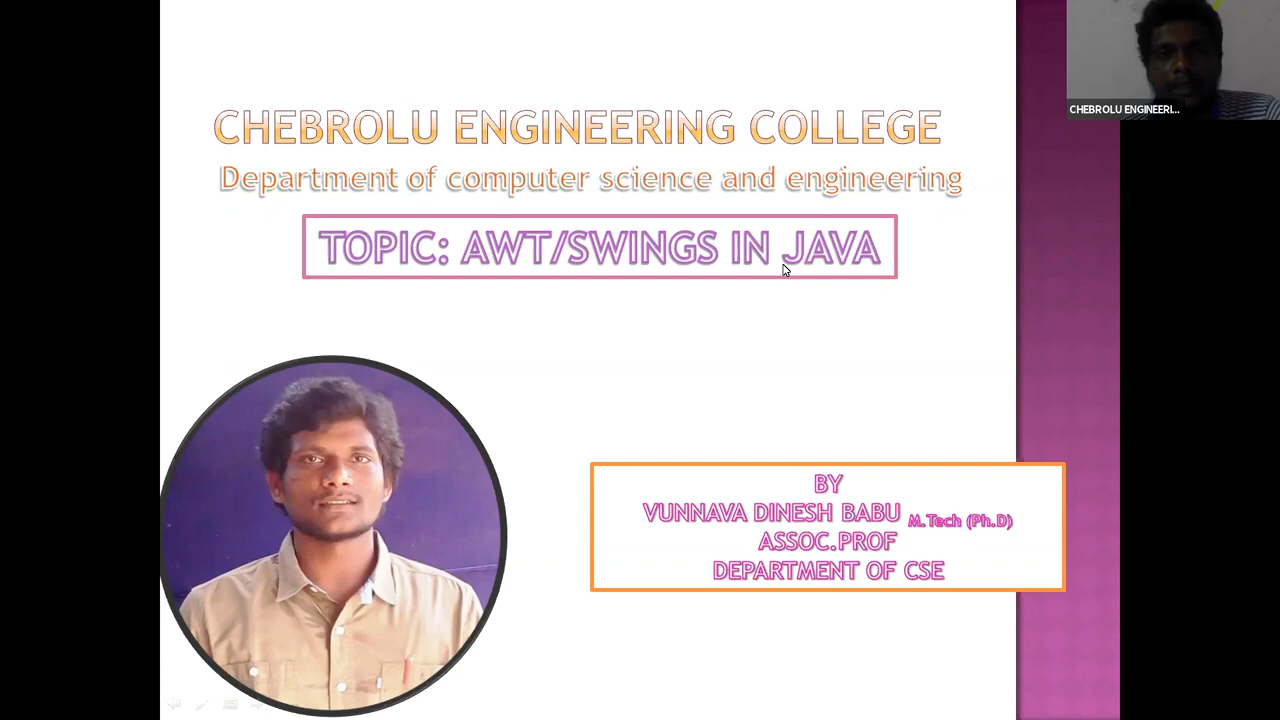 CHEBROLU ENGINEERING COLLEGE
Department of computer science and engineering
TOPIC: AWT/SWINGS IN JAVA
BY
VUNNAVA DINESH BABU M.Tech (Ph.D)
ASSOC.PROF
DEPARTMENT OF CSE
CHEBROLU ENGINEERI...